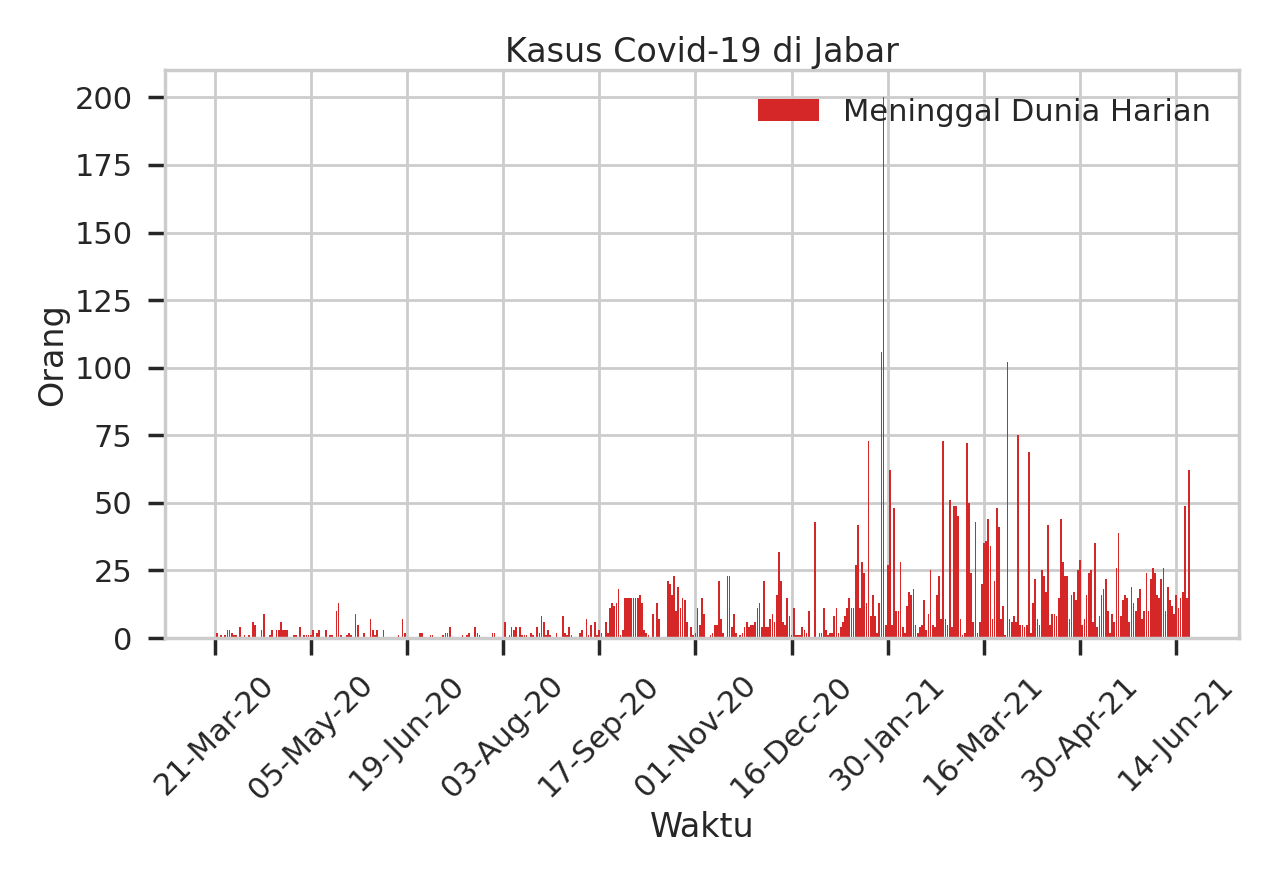 Kasus Covid-19 di Jabar
Meninggal Dunia Harian
200
175
150
125
100
75
50
25
0
Orang
21-Mar-20
05-May-20
19-Jun-20
03-Aug-20
17-Sep-20
01-Nov-20
16-Dec-20
30-Jan-21
16-Mar-21
30-Apr-21
14-Jun-21
Waktu